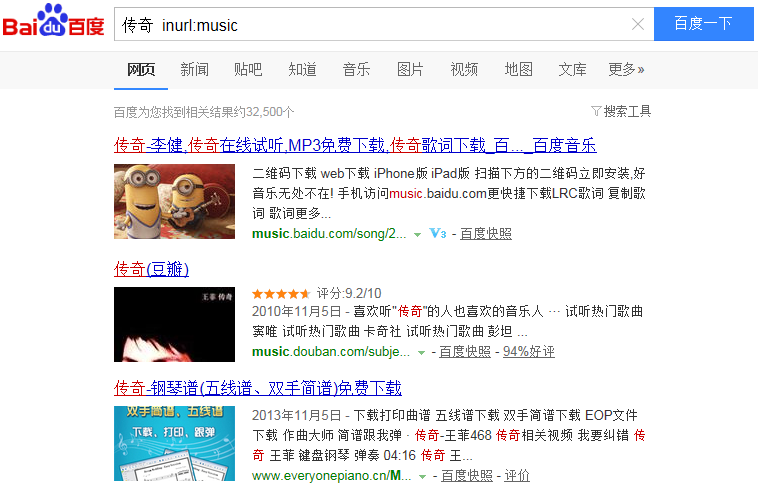 Bai du 百度
传奇 inurl:music
百度一下
网页 新闻 贴吧 知道 音乐 图片 视频 地图 文库 更多»
百度为您找到相关结果约32,500个
搜索工具
传奇-李健,传奇在线试听,MP3免费下载,传奇歌词下载_百..._百度音乐
二维码下载 web下载 iPhone版 iPad版 扫描下方的二维码立即安装,好
音乐无处不在! 手机访问music.baidu.com更快捷下载LRC歌词 复制歌
词 歌词更多...
music.baidu.com/song/2... V3 - 百度快照
传奇(豆瓣)
王菲 传奇
评分:9.2/10
2010年11月5日 - 喜欢听"传奇"的人也喜欢的音乐人 ··· 试听热门歌曲
窦唯 试听热门歌曲 卡奇社 试听热门歌曲 彭坦 ...
music.douban.com/subje... - 百度快照 - 94%好评
传奇-钢琴谱(五线谱、双手简谱)免费下载
双手简谱、五线谱
下载、打印、跟弹
2013年11月5日 - 下载打印曲谱 五线谱下载 双手简谱下载 EOP文件
下载 作曲大师 简谱跟我弹 · 传奇-王菲468 传奇相关视频 我要纠错 传
奇 王菲 键盘钢琴 弹奏 04:16 传奇 王...
www.everyonepiano.cn/M... - 百度快照 - 评价